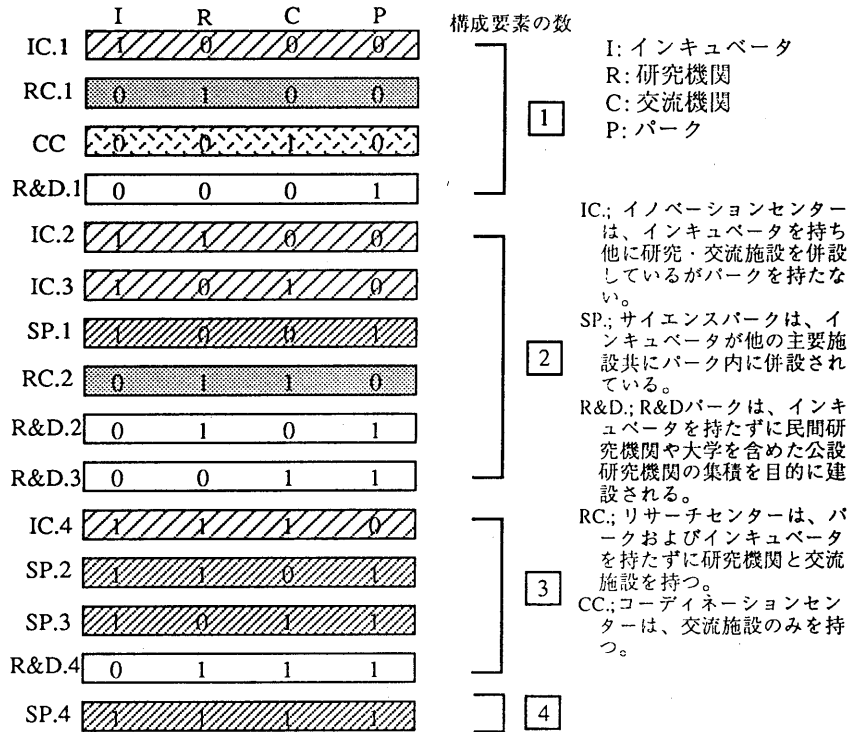 I R C P
構成要素の数
IC.1 1 0 0 0
RC.1 0 1 0 0
CC 0 0 1 0
R&D.1 0 0 0 1
1
IC.2 1 1 0 0
IC.3 1 0 1 0
SP.1 1 0 0 1
RC.2 0 1 1 0
R&D.2 0 1 0 1
R&D.3 0 0 1 1
2
IC.4 1 1 1 0
SP.2 1 1 0 1
SP.3 1 0 1 1
R&D.4 0 1 1 1
3
SP.4 1 1 1 1
4
I: インキュベータ
R: 研究機関
C: 交流機関
P: パーク
IC.; イノベーションセンター
は、インキュベータを持ち
他に研究・交流施設を併設
しているがパークを持たな
い。
SP.; サイエンスパークは、イ
ンキュベータが他の主要施
設共にパーク内に併設され
ている。
R&D.; R&Dパークは、インキ
ュベータを持たずに民間研
究機関や大学を含めた公設
研究機関の集積を目的に建
設される。
RC.; リサーチセンターは、パ
ークおよびインキュベータ
を持たずに研究機関と交流
施設を持つ。
CC.;コーディネーションセン
ターは、交流施設のみを持
つ。